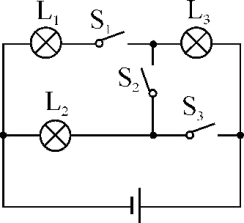 L₁ S₁ L₃
S₂
L₂ S₃